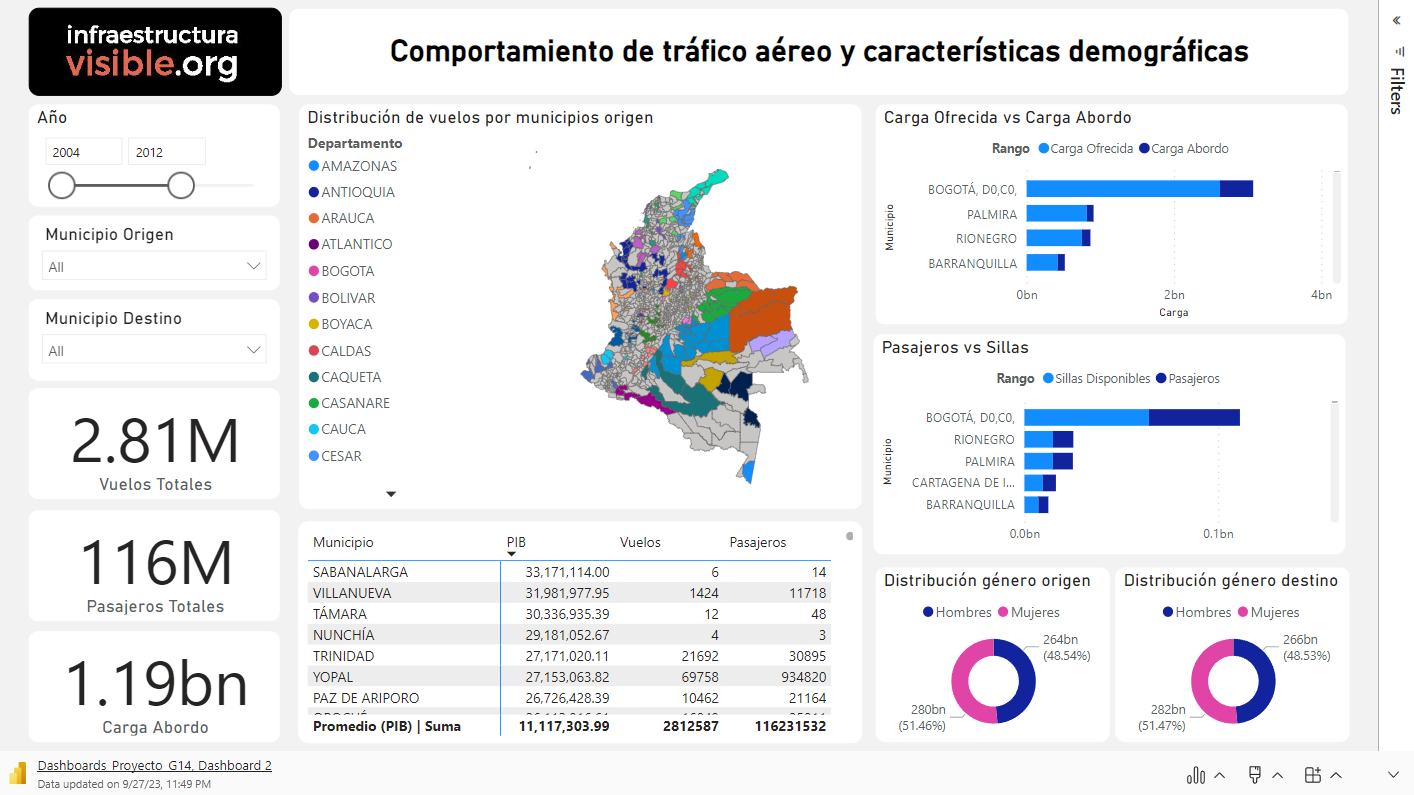 infraestructura
visible.org
Comportamiento de tráfico aéreo y características demográficas
Año
2004
2012
Municipio Origen
All
Municipio Destino
All
2.81M
Vuelos Totales
116M
Pasajeros Totales
1.19bn
Carga Abordo
Distribución de vuelos por municipios origen
Departamento
AMAZONAS
ANTIOQUIA
ARAUCA
ATLANTICO
BOGOTA
BOLIVAR
BOYACA
CALDAS
CAQUETA
CASANARE
CAUCA
CESAR
Municipio PIB Vuelos Pasajeros
SABANALARGA 33,171,114.00 6 14
VILLANUEVA 31,981,977.95 1424 11718
TÁMARA 30,336,935.39 12 48
NUNCHÍA 29,181,052.67 4 3
TRINIDAD 27,171,020.11 21692 30895
YOPAL 27,153,063.82 69758 934820
PAZ DE ARIPORO 26,726,428.39 10462 21164
Promedio (PIB) | Suma 11,117,303.99 2812587 116231532
Carga Ofrecida vs Carga Abordo
Rango Carga Ofrecida Carga Abordo
Municipio
BOGOTÁ, D0,C0,
PALMIRA
RIONEGRO
BARRANQUILLA
0bn 2bn 4bn
Carga
Pasajeros vs Sillas
Rango Sillas Disponibles Pasajeros
Municipio
BOGOTÁ, D0,C0,
RIONEGRO
PALMIRA
CARTAGENA DE I...
BARRANQUILLA
0.0bn 0.1bn
Distribución género origen
Hombres Mujeres
264bn
(48.54%)
280bn
(51.46%)
Distribución género destino
Hombres Mujeres
266bn
(48.53%)
282bn
(51.47%)
Filters
Dashboards_Proyecto_G14, Dashboard 2
Data updated on 9/27/23, 11:49 PM